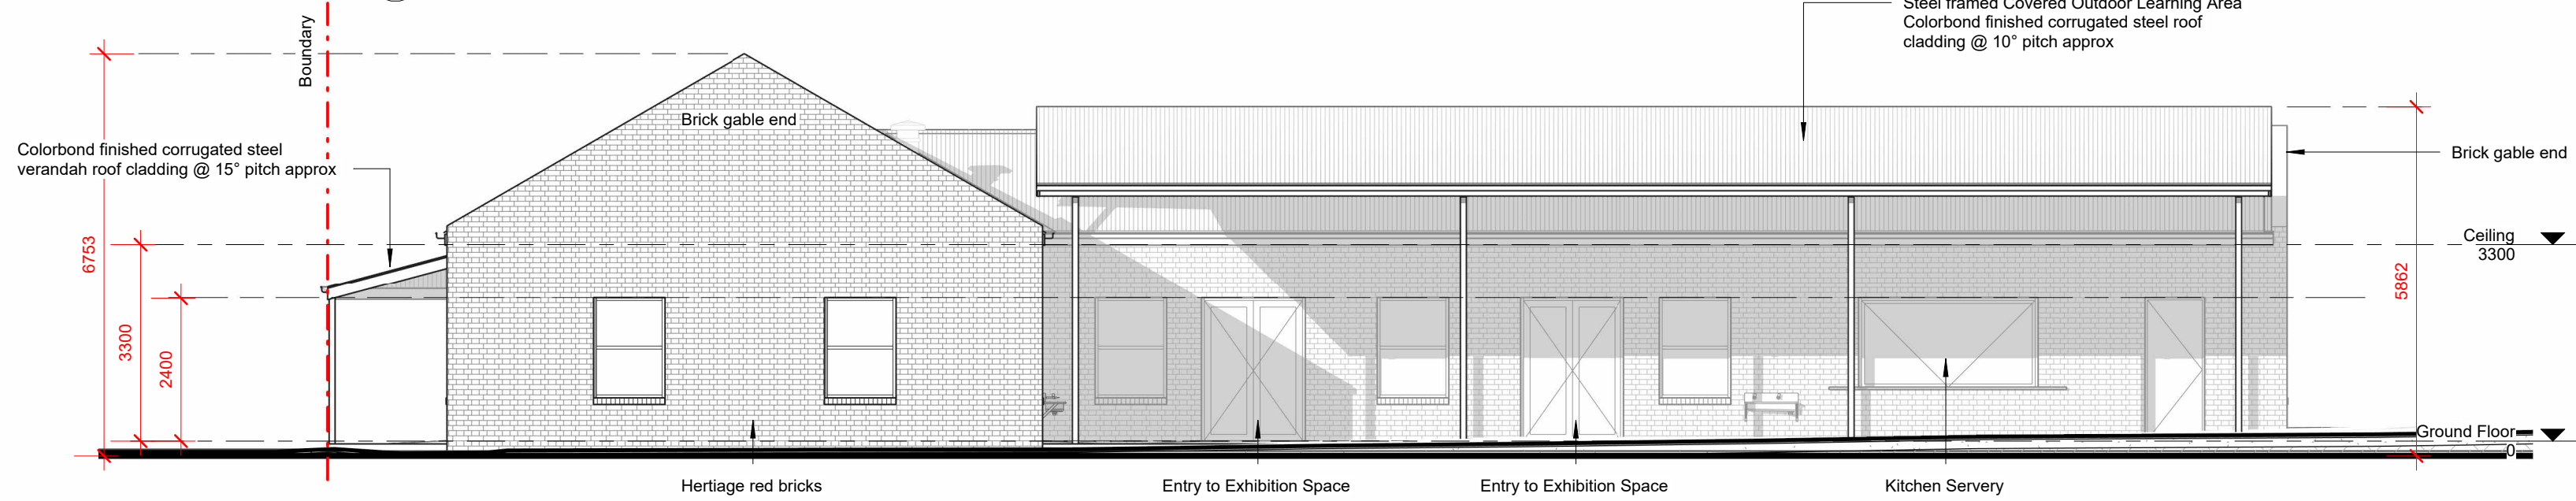 Boundary
Steel framed Covered Outdoor Learning Area
Colorbond finished corrugated steel roof
cladding @ 10° pitch approx
Brick gable end
Colorbond finished corrugated steel
verandah roof cladding @ 15° pitch approx
Brick gable end
6753
3300
2400
Ceiling
3300
5862
Ground Floor
0
Hertiage red bricks
Entry to Exhibition Space
Entry to Exhibition Space
Kitchen Servery